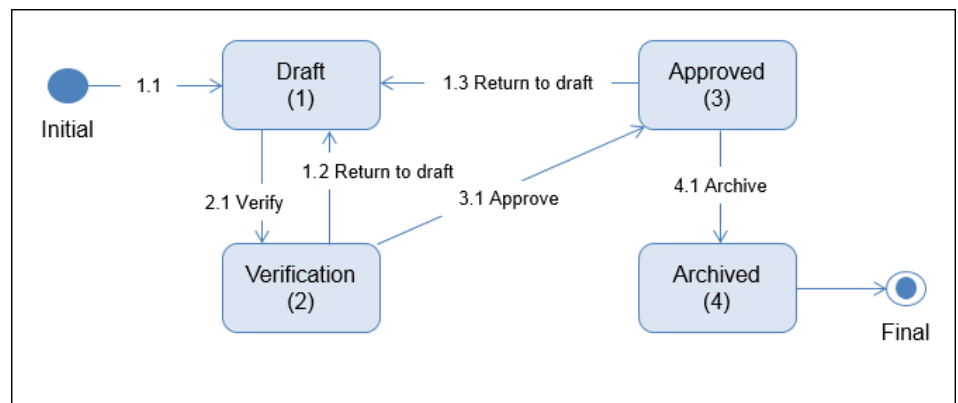 Draft
(1)
Approved
(3)
1.1
1.3 Return to draft
Initial
1.2 Return to draft
2.1 Verify
3.1 Approve
4.1 Archive
Verification
(2)
Archived
(4)
Final